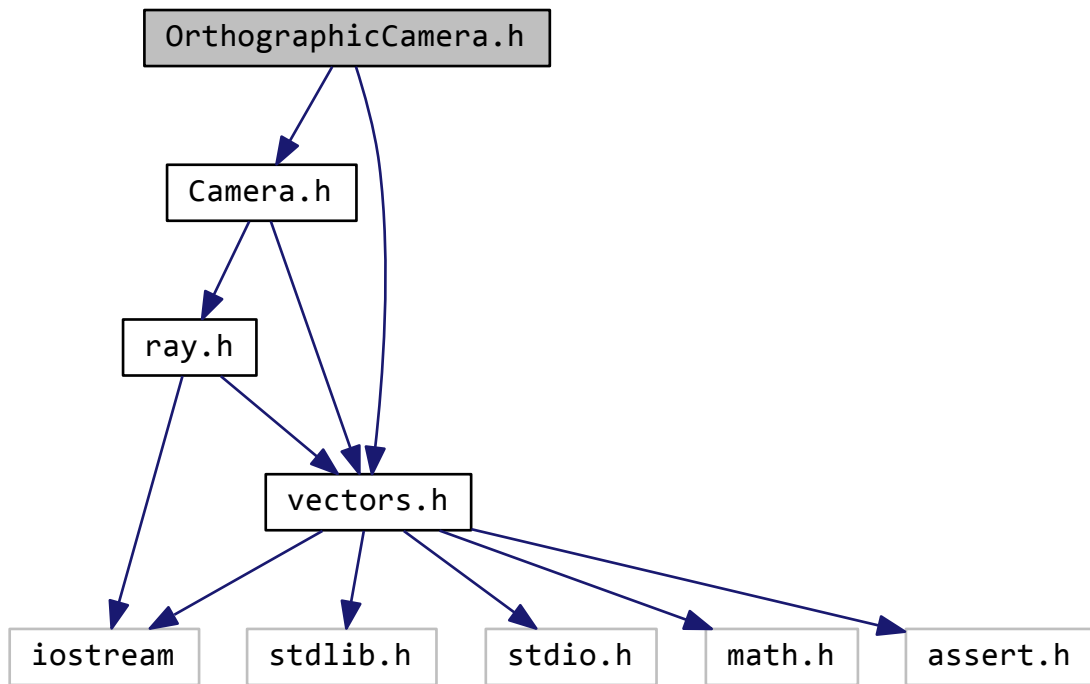 OrthographicCamera.h
Camera.h
ray.h
vectors.h
iostream
stdlib.h
stdio.h
math.h
assert.h